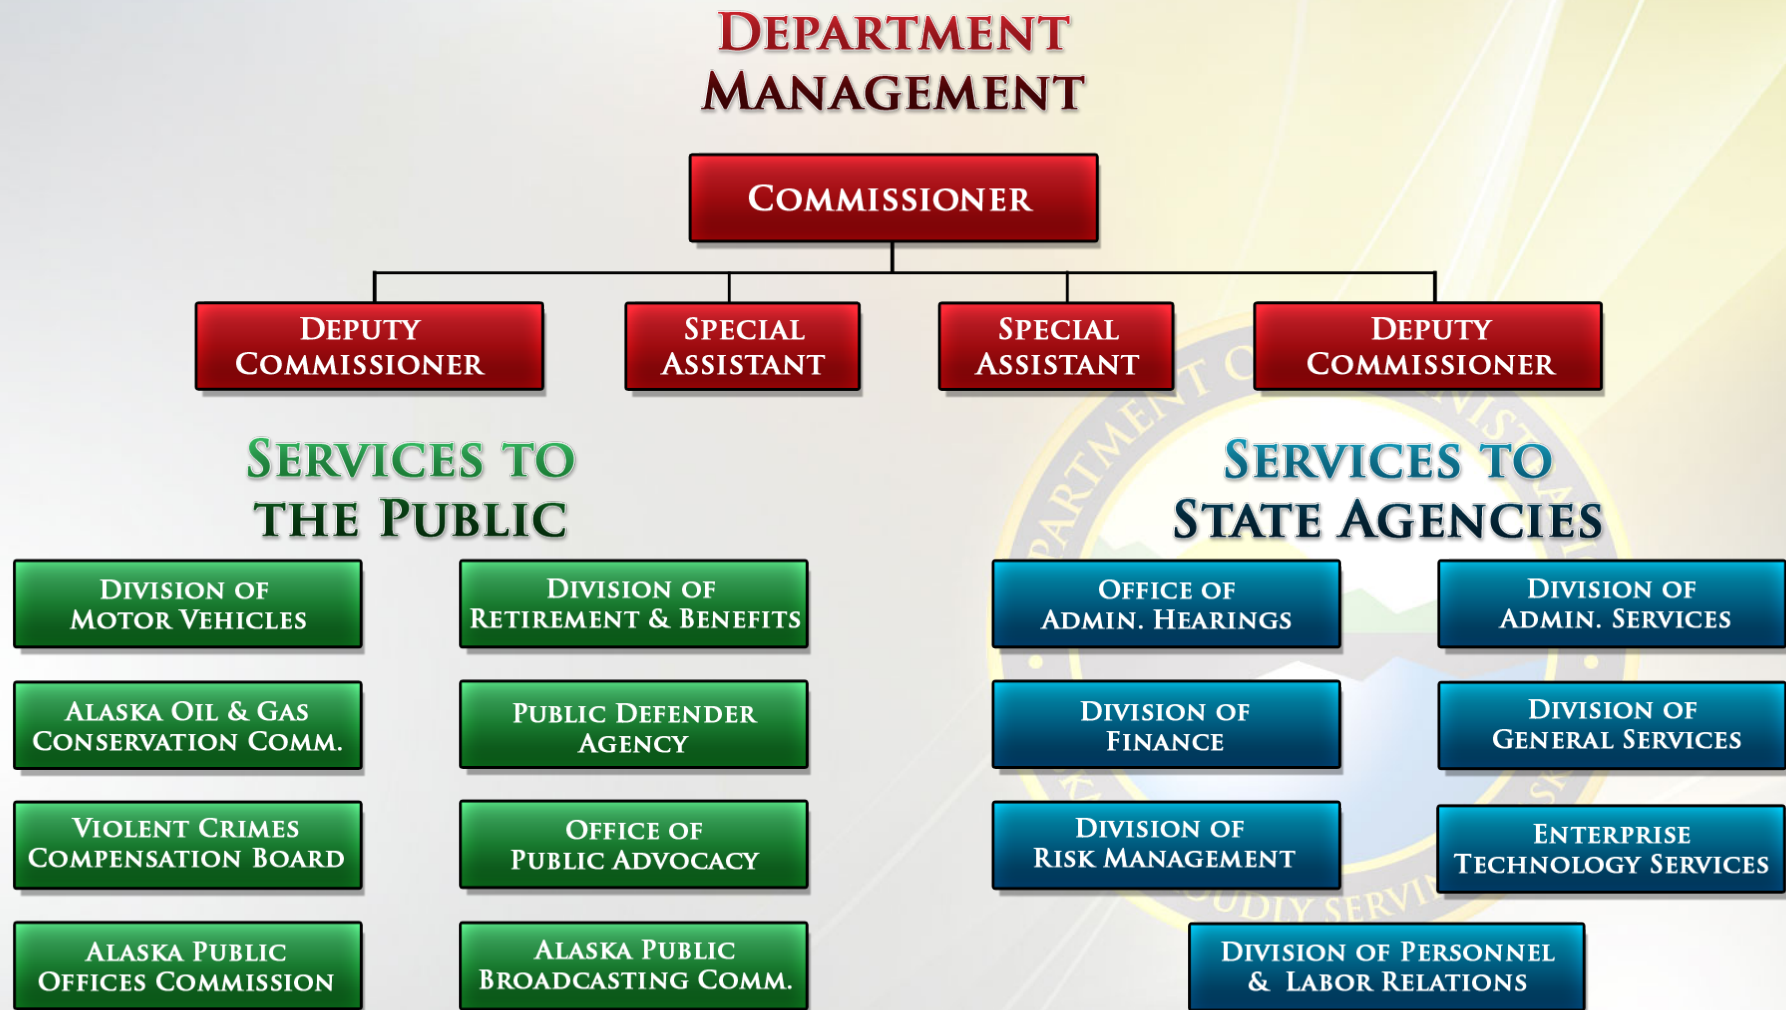 Department
Management
Commissioner
Deputy
Commissioner
Special
Assistant
Special
Assistant
Deputy
Commissioner
Services to
the Public
Services to
State Agencies
Division of
Motor Vehicles
Division of
Retirement & Benefits
Office of
Admin. Hearings
Division of
Admin. Services
Alaska Oil & Gas
Conservation Comm.
Public Defender
Agency
Division of
Finance
Division of
General Services
Violent Crimes
Compensation Board
Office of
Public Advocacy
Division of
Risk Management
Enterprise
Technology Services
Alaska Public
Offices Commission
Alaska Public
Broadcasting Comm.
Division of Personnel
& Labor Relations